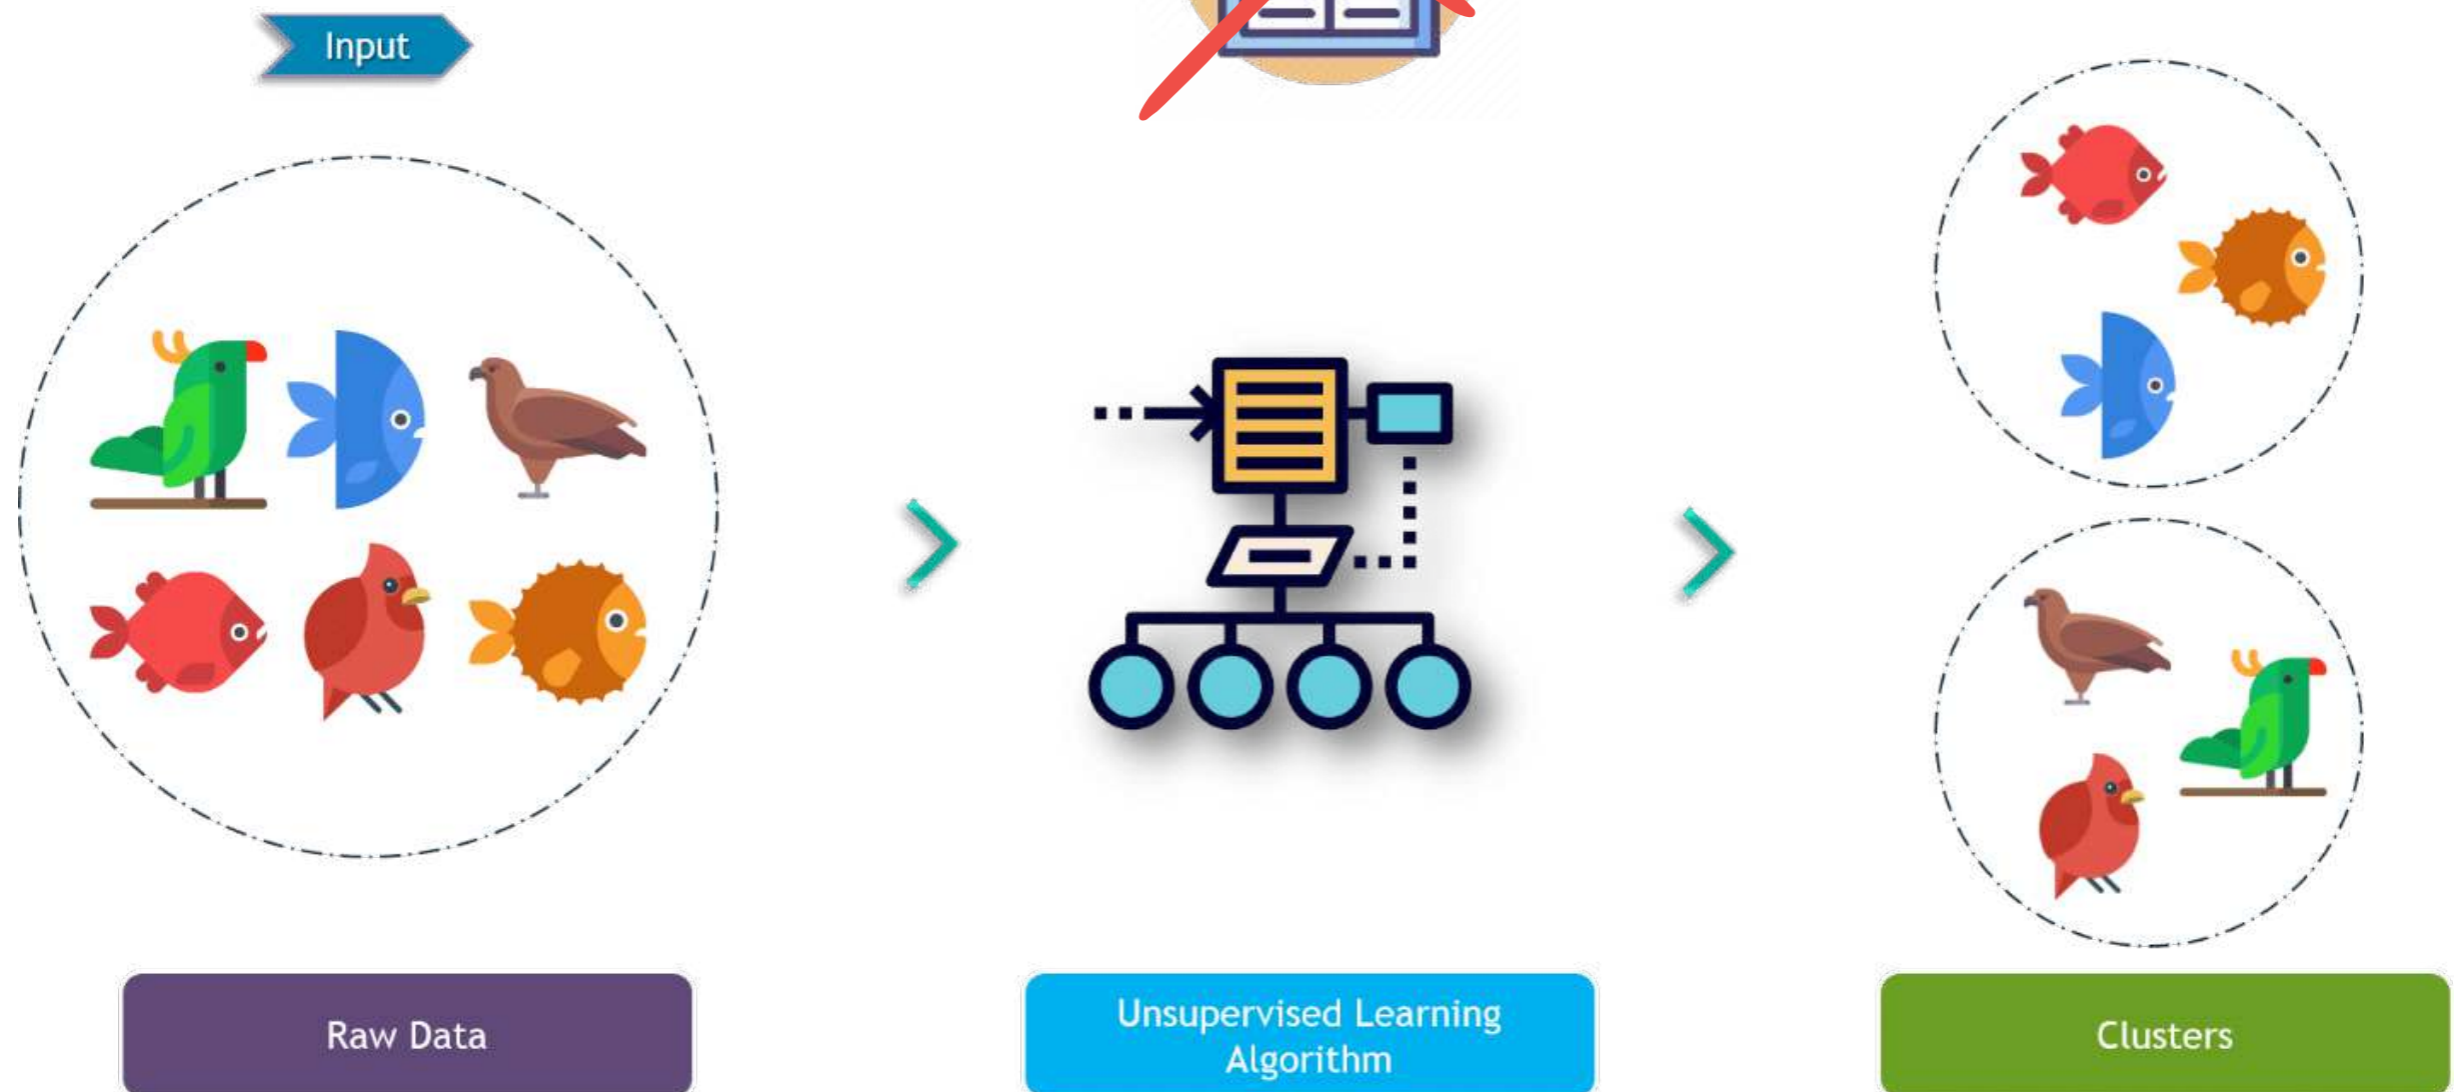 Input
Raw Data
Unsupervised Learning
Algorithm
Clusters